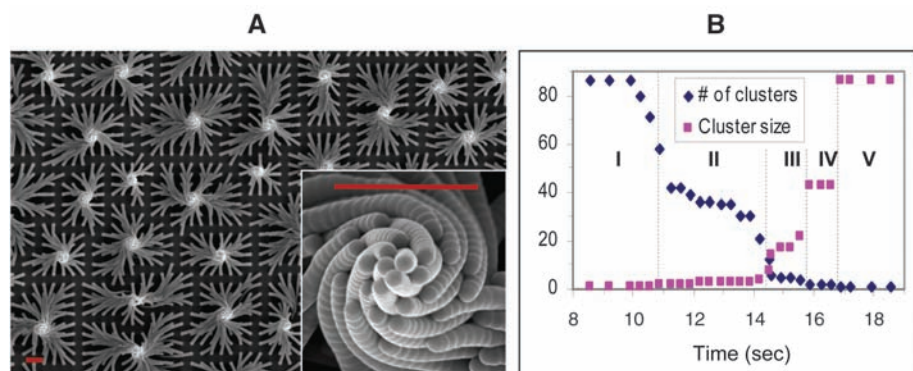 A
B
80
60
40
20
0
8 10 12 14 16 18
# of clusters
Cluster size
I II III IV V
Time (sec)